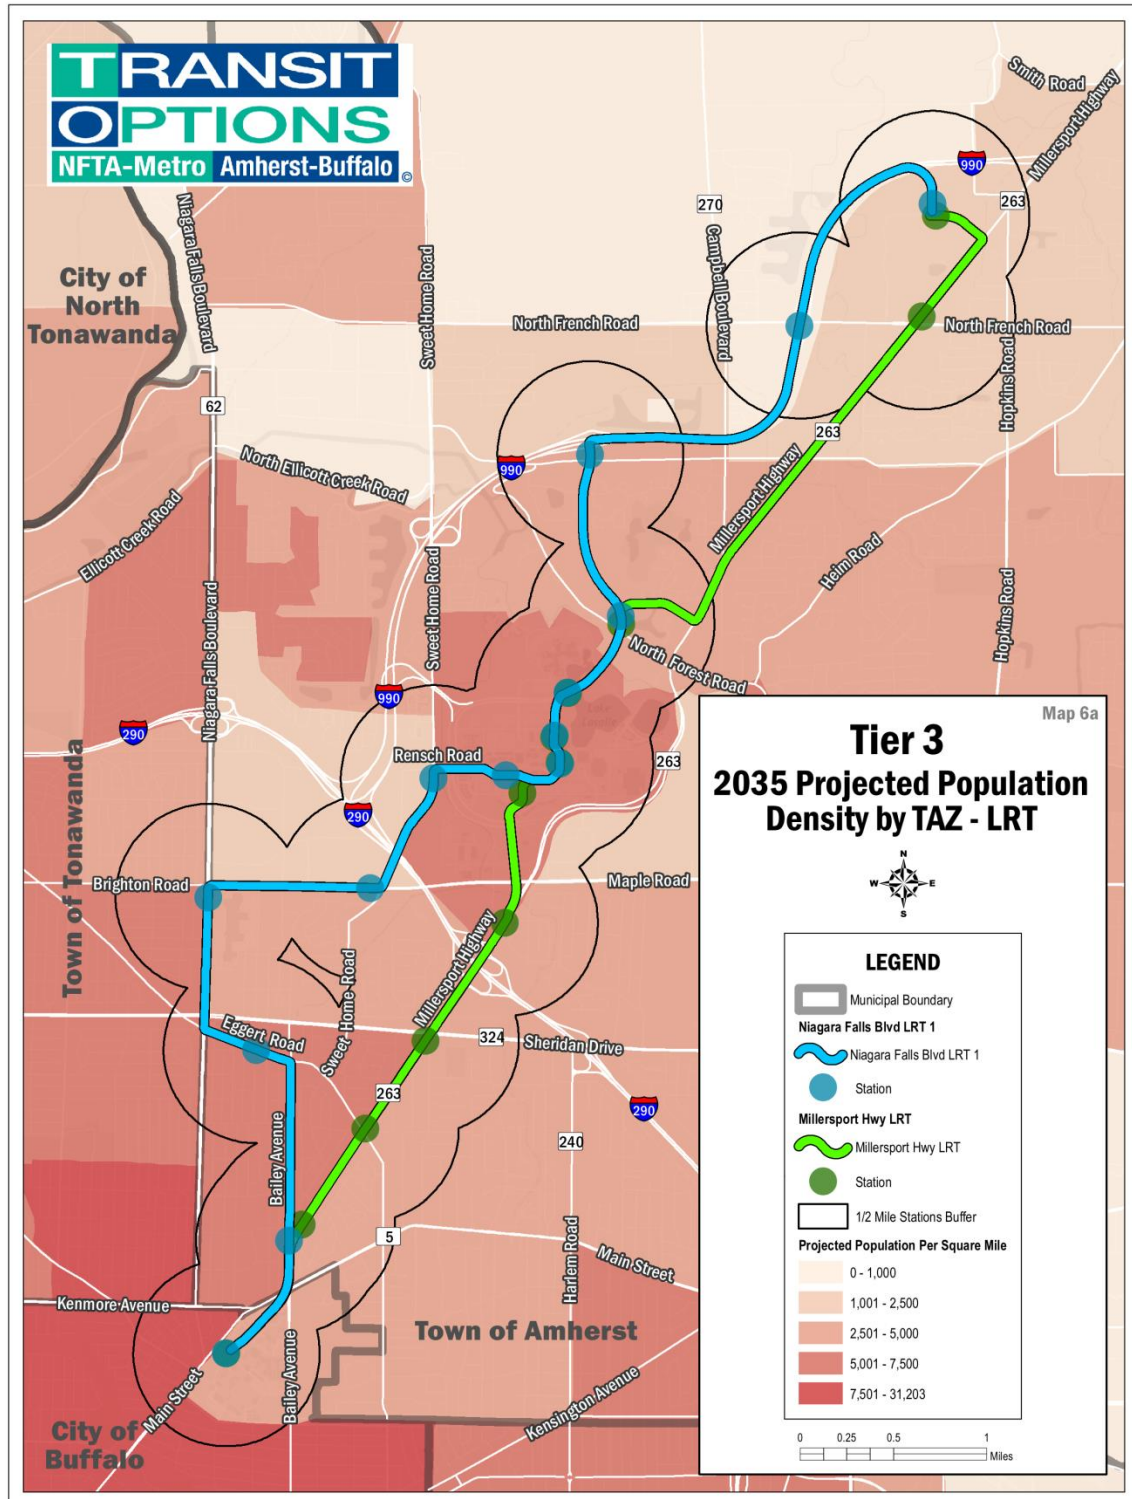 TRANSIT
OPTIONS
NFTA-Metro Amherst-Buffalo ©
Smith Road
Millersport Highway
990
263
270
Niagara Falls Boulevard
City of
North
Tonawanda
Sweet Home Road
Campbell Boulevard
North French Road
North French Road
Hopkins Road
62
263
North Ellicott Creek Road
990
Millersport Highway
Ellicott Creek Road
Heim Road
Sweet Home Road
Hopkins Road
Niagara Falls Boulevard
North Forest Road
Lake
990
290
Rensch Road
263
290
Town of Tonawanda
Brighton Road
Maple Road
Millersport Highway
Sweet Home Road
Eggert Road
324
Sheridan Drive
263
290
240
Bailey Avenue
5
Main Street
Harlem Road
Kenmore Avenue
Town of Amherst
Main Street
Bailey Avenue
Kensington Avenue
City of
Buffalo
Map 6a
Tier 3
2035 Projected Population
Density by TAZ - LRT
N
W E
S
LEGEND
Municipal Boundary
Niagara Falls Blvd LRT 1
Niagara Falls Blvd LRT 1
Station
Millersport Hwy LRT
Millersport Hwy LRT
Station
1/2 Mile Stations Buffer
Projected Population Per Square Mile
0 - 1,000
1,001 - 2,500
2,501 - 5,000
5,001 - 7,500
7,501 - 31,203
0 0.25 0.5 1
Miles